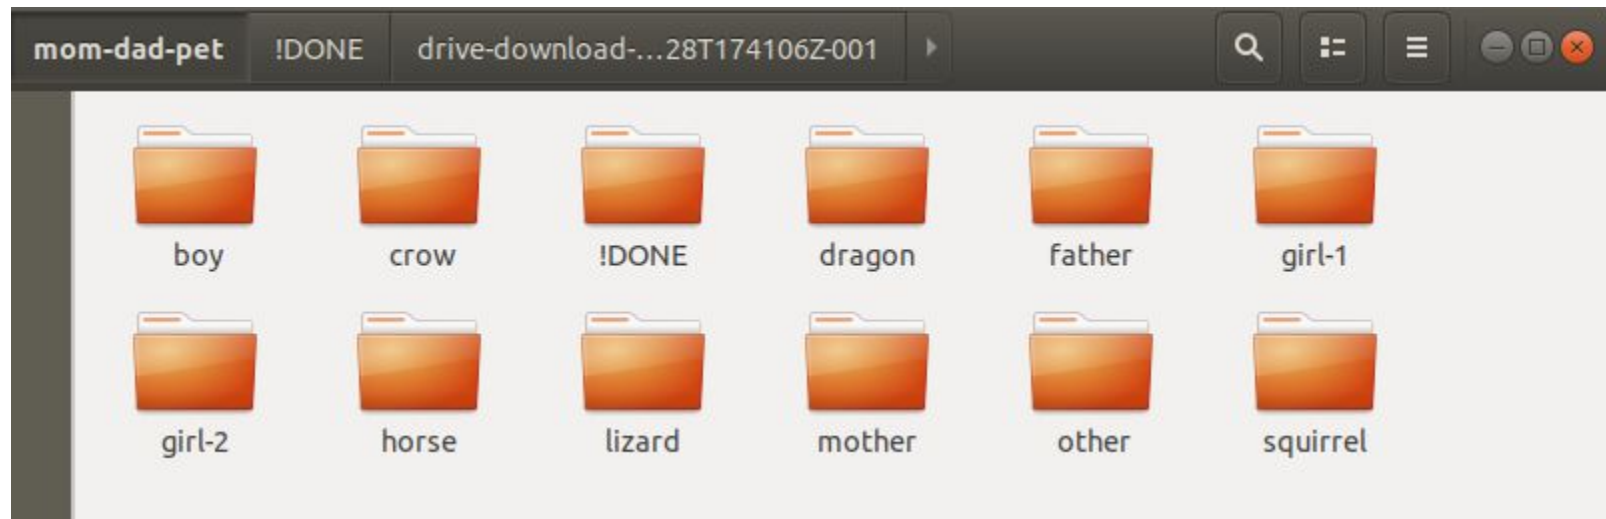 mom-dad-pet !DONE drive-download-...28T174106Z-001
boy crow !DONE dragon father girl-1
girl-2 horse lizard mother other squirrel